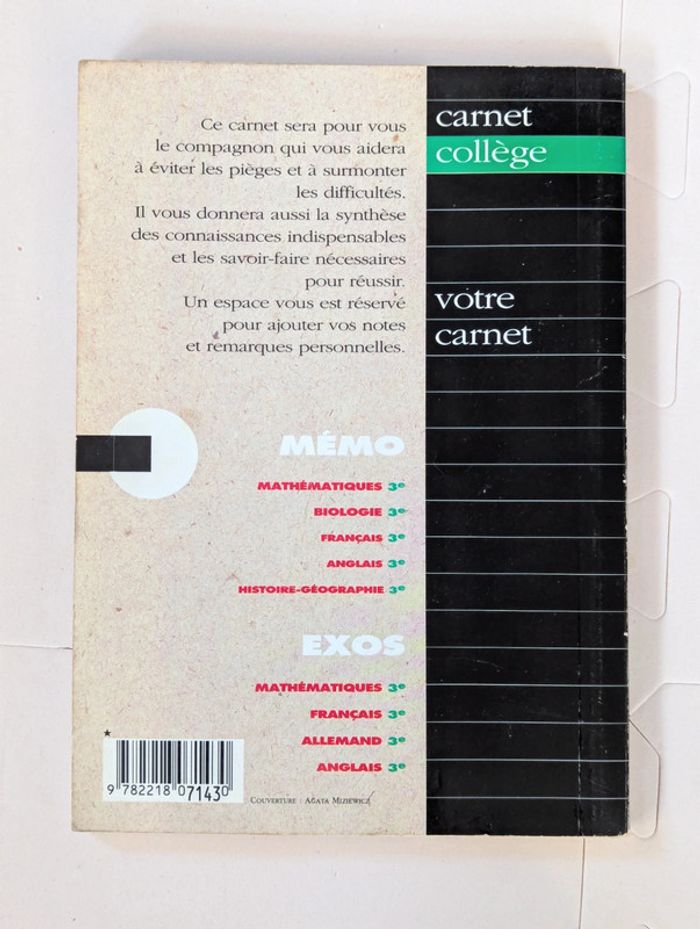 Ce carnet sera pour vous
le compagnon qui vous aidera
à éviter les pièges et à surmonter
les difficultés.
Il vous donnera aussi la synthèse
des connaissances indispensables
et les savoir-faire nécessaires
pour réussir.
Un espace vous est réservé
pour ajouter vos notes
et remarques personnelles.
carnet
collège
votre
carnet
MÉMO
MATHÉMATIQUES 3e
BIOLOGIE 3e
FRANÇAIS 3e
ANGLAIS 3e
HISTOIRE-GÉOGRAPHIE 3e
EXOS
MATHÉMATIQUES 3e
FRANÇAIS 3e
ALLEMAND 3e
ANGLAIS 3e
*
9 782218 071430
COUVERTURE : AGATA MIZIEWICZ